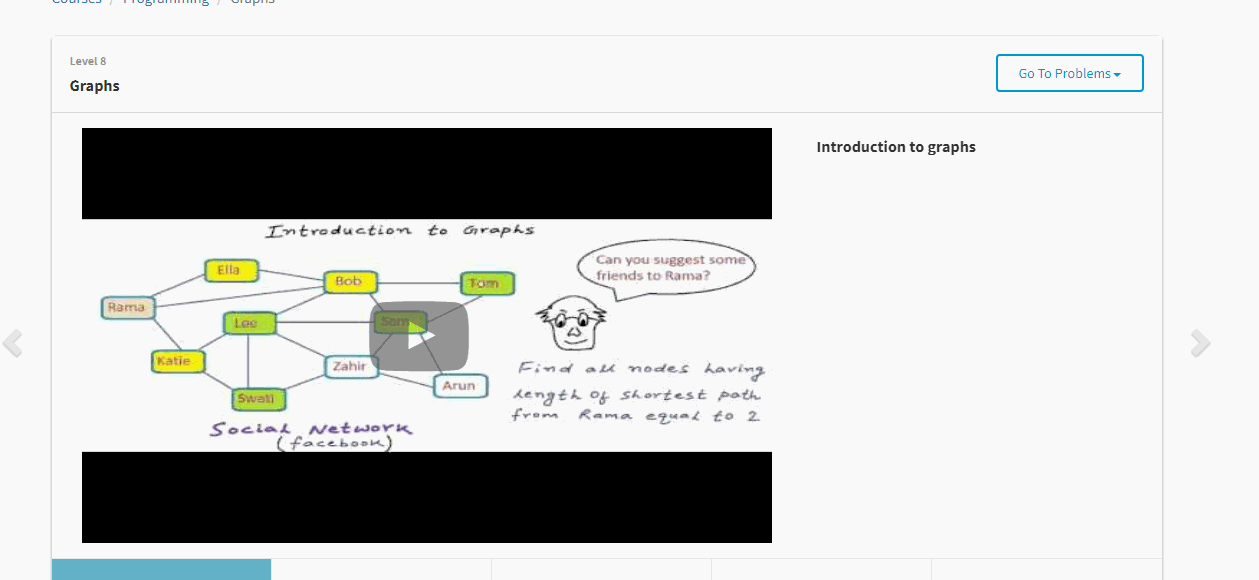 Courses / Programming / Graphs
Level 8
Graphs
Go To Problems
Introduction to graphs
Introduction to Graphs
Can you suggest some
friends to Rama?
Ella
Bob
Tom
Rama
Lee
Sam
Katie
Zahir
Arun
Swati
Find all nodes having
length of shortest path
from Rama equal to 2
Social Network
(facebook)